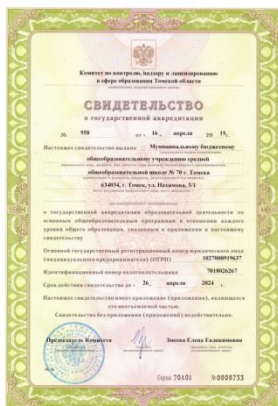 Комитет по контролю, надзору и лицензированию
в сфере образования Томской области
СВИДЕТЕЛЬСТВО
о государственной аккредитации
№ 958 от « 16 » апреля 20 15 г.
Настоящее свидетельство выдано Муниципальному бюджетному
общеобразовательному учреждению средней
общеобразовательной школе № 70 г. Томска
634034, г. Томск, ул. Нахимова, 3/1
о государственной аккредитации образовательной деятельности по
основным общеобразовательным программам в отношении каждого
уровня общего образования, указанным в приложении к настоящему
свидетельству
Основной государственный регистрационный номер юридического лица
(индивидуального предпринимателя) (ОГРН) 1027000919637
Идентификационный номер налогоплательщика 7018026267
Срок действия свидетельства до « 26 » апреля 2024 г.
Настоящее свидетельство имеет приложение (приложения), являющееся
его неотъемлемой частью.
Свидетельство без приложения (приложений) недействительно.
Председатель Комитета Змеева Елена Евдокимовна
М.П.
Серия 70А01 № 0000733